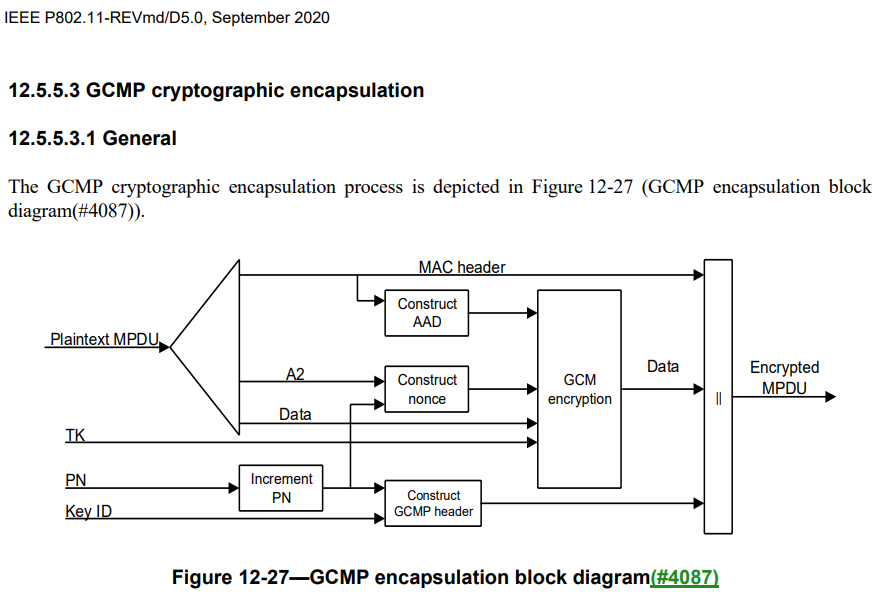 IEEE P802.11-REVmd/D5.0, September 2020
12.5.5.3 GCMP cryptographic encapsulation
12.5.5.3.1 General
The GCMP cryptographic encapsulation process is depicted in Figure 12-27 (GCMP encapsulation block
diagram(#4087)).
MAC header
Construct
AAD
Plaintext MPDU
A2
Construct
nonce
Data
GCM
encryption
Data
||
Encrypted
MPDU
TK
PN
Increment
PN
Key ID
Construct
GCMP header
Figure 12-27—GCMP encapsulation block diagram(#4087)